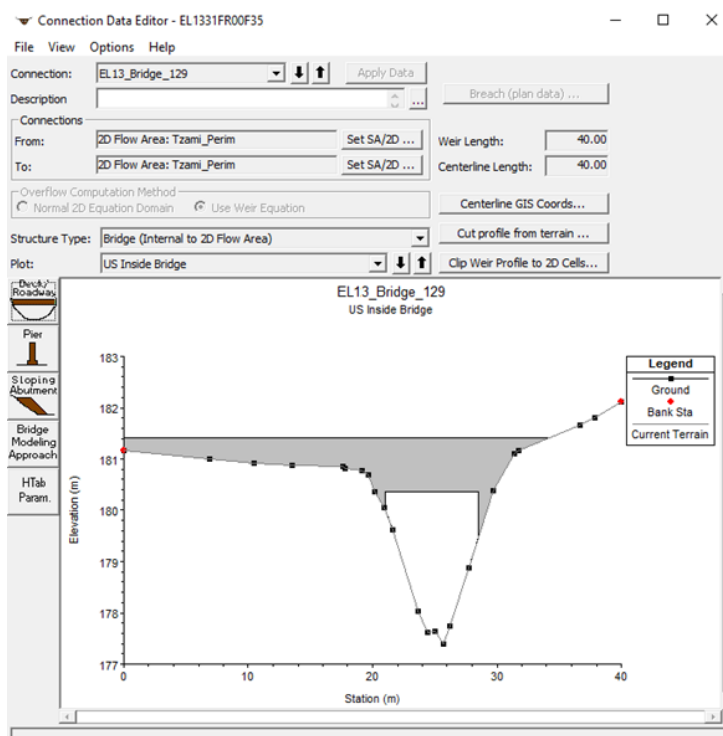 Connection Data Editor - EL1331FR00F35
File View Options Help
Connection: EL13_Bridge_129 Apply Data
Description ... Breach (plan data) ...
Connections
From: 2D Flow Area: Tzami_Perim Set SA/2D ... Weir Length: 40.00
To: 2D Flow Area: Tzami_Perim Set SA/2D ... Centerline Length: 40.00
Overflow Computation Method
Normal 2D Equation Domain Use Weir Equation Centerline GIS Coords...
Structure Type: Bridge (Internal to 2D Flow Area) Cut profile from terrain ...
Plot: US Inside Bridge Clip Weir Profile to 2D Cells...
Deck/
Roadway
Pier
Sloping
Abutment
Bridge
Modeling
Approach
HTab
Param.
EL13_Bridge_129
US Inside Bridge
183
182
181
180
179
178
177
Elevation (m)
0 10 20 30 40
Station (m)
Legend
Ground
Bank Sta
Current Terrain